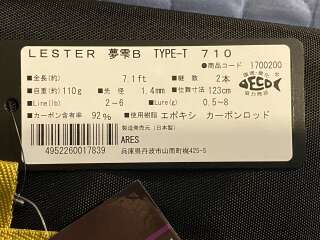 LESTER 夢雫B TYPE-T 710
●商品コード 1700200
■全長(約) 7.1ft ■継数 2本
■自重(約) 110g ■先径 1.4mm ■仕舞寸法 123cm
■Line(lb) 2−6 ■Lure(g) 0.5−8
■カーボン含有率 92% ■使用樹脂 エポキシ カーボンロッド
製造発売元(日本製)
ARES
兵庫県丹波市山南町梶425-5
4952260017839